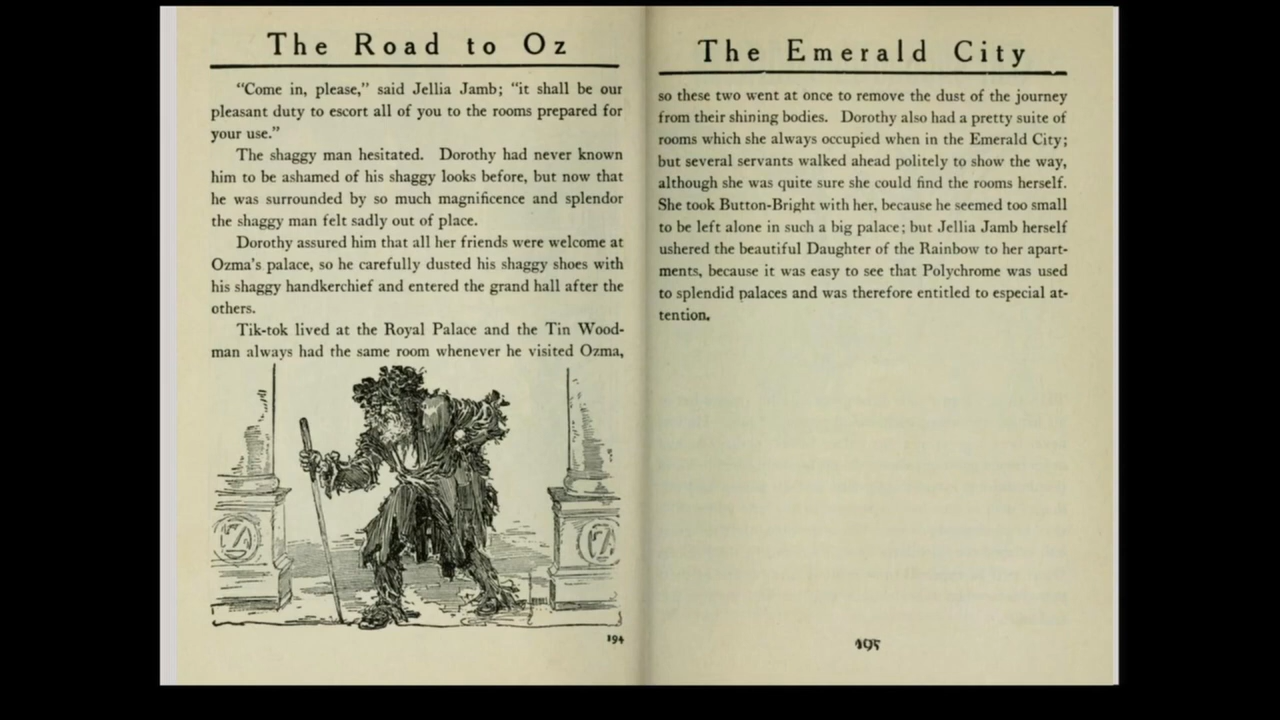 The Road to Oz
"Come in, please," said Jellia Jamb; "it shall be our
pleasant duty to escort all of you to the rooms prepared for
your use."
The shaggy man hesitated. Dorothy had never known
him to be ashamed of his shaggy looks before, but now that
he was surrounded by so much magnificence and splendor
the shaggy man felt sadly out of place.
Dorothy assured him that all her friends were welcome at
Ozma's palace, so he carefully dusted his shaggy shoes with
his shaggy handkerchief and entered the grand hall after the
others.
Tik-tok lived at the Royal Palace and the Tin Wood-
man always had the same room whenever he visited Ozma,
OZ
OZ
194
The Emerald City
so these two went at once to remove the dust of the journey
from their shining bodies. Dorothy also had a pretty suite of
rooms which she always occupied when in the Emerald City;
but several servants walked ahead politely to show the way,
although she was quite sure she could find the rooms herself.
She took Button-Bright with her, because he seemed too small
to be left alone in such a big palace; but Jellia Jamb herself
ushered the beautiful Daughter of the Rainbow to her apart-
ments, because it was easy to see that Polychrome was used
to splendid palaces and was therefore entitled to especial at-
tention.
195